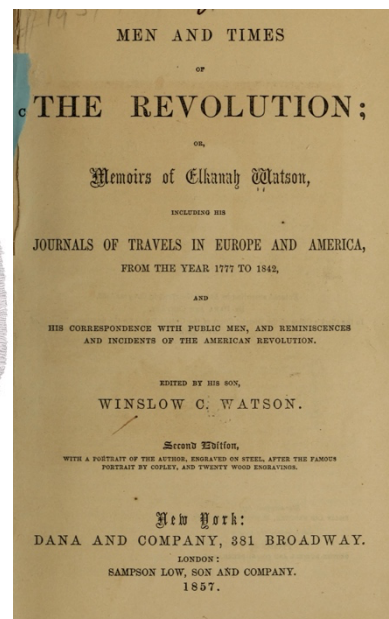 MEN AND TIMES
OF
THE REVOLUTION;
OR,
Memoirs of Elkanah Watson,
INCLUDING HIS
JOURNALS OF TRAVELS IN EUROPE AND AMERICA,
FROM THE YEAR 1777 TO 1842,
AND
HIS CORRESPONDENCE WITH PUBLIC MEN, AND REMINISCENCES
AND INCIDENTS OF THE AMERICAN REVOLUTION.
EDITED BY HIS SON,
WINSLOW C. WATSON.
Second Edition,
WITH A PORTRAIT OF THE AUTHOR, ENGRAVED ON STEEL, AFTER THE FAMOUS
PORTRAIT BY COPLEY, AND TWENTY WOOD ENGRAVINGS.
New York:
DANA AND COMPANY, 381 BROADWAY.
LONDON:
SAMPSON LOW, SON AND COMPANY.
1857.